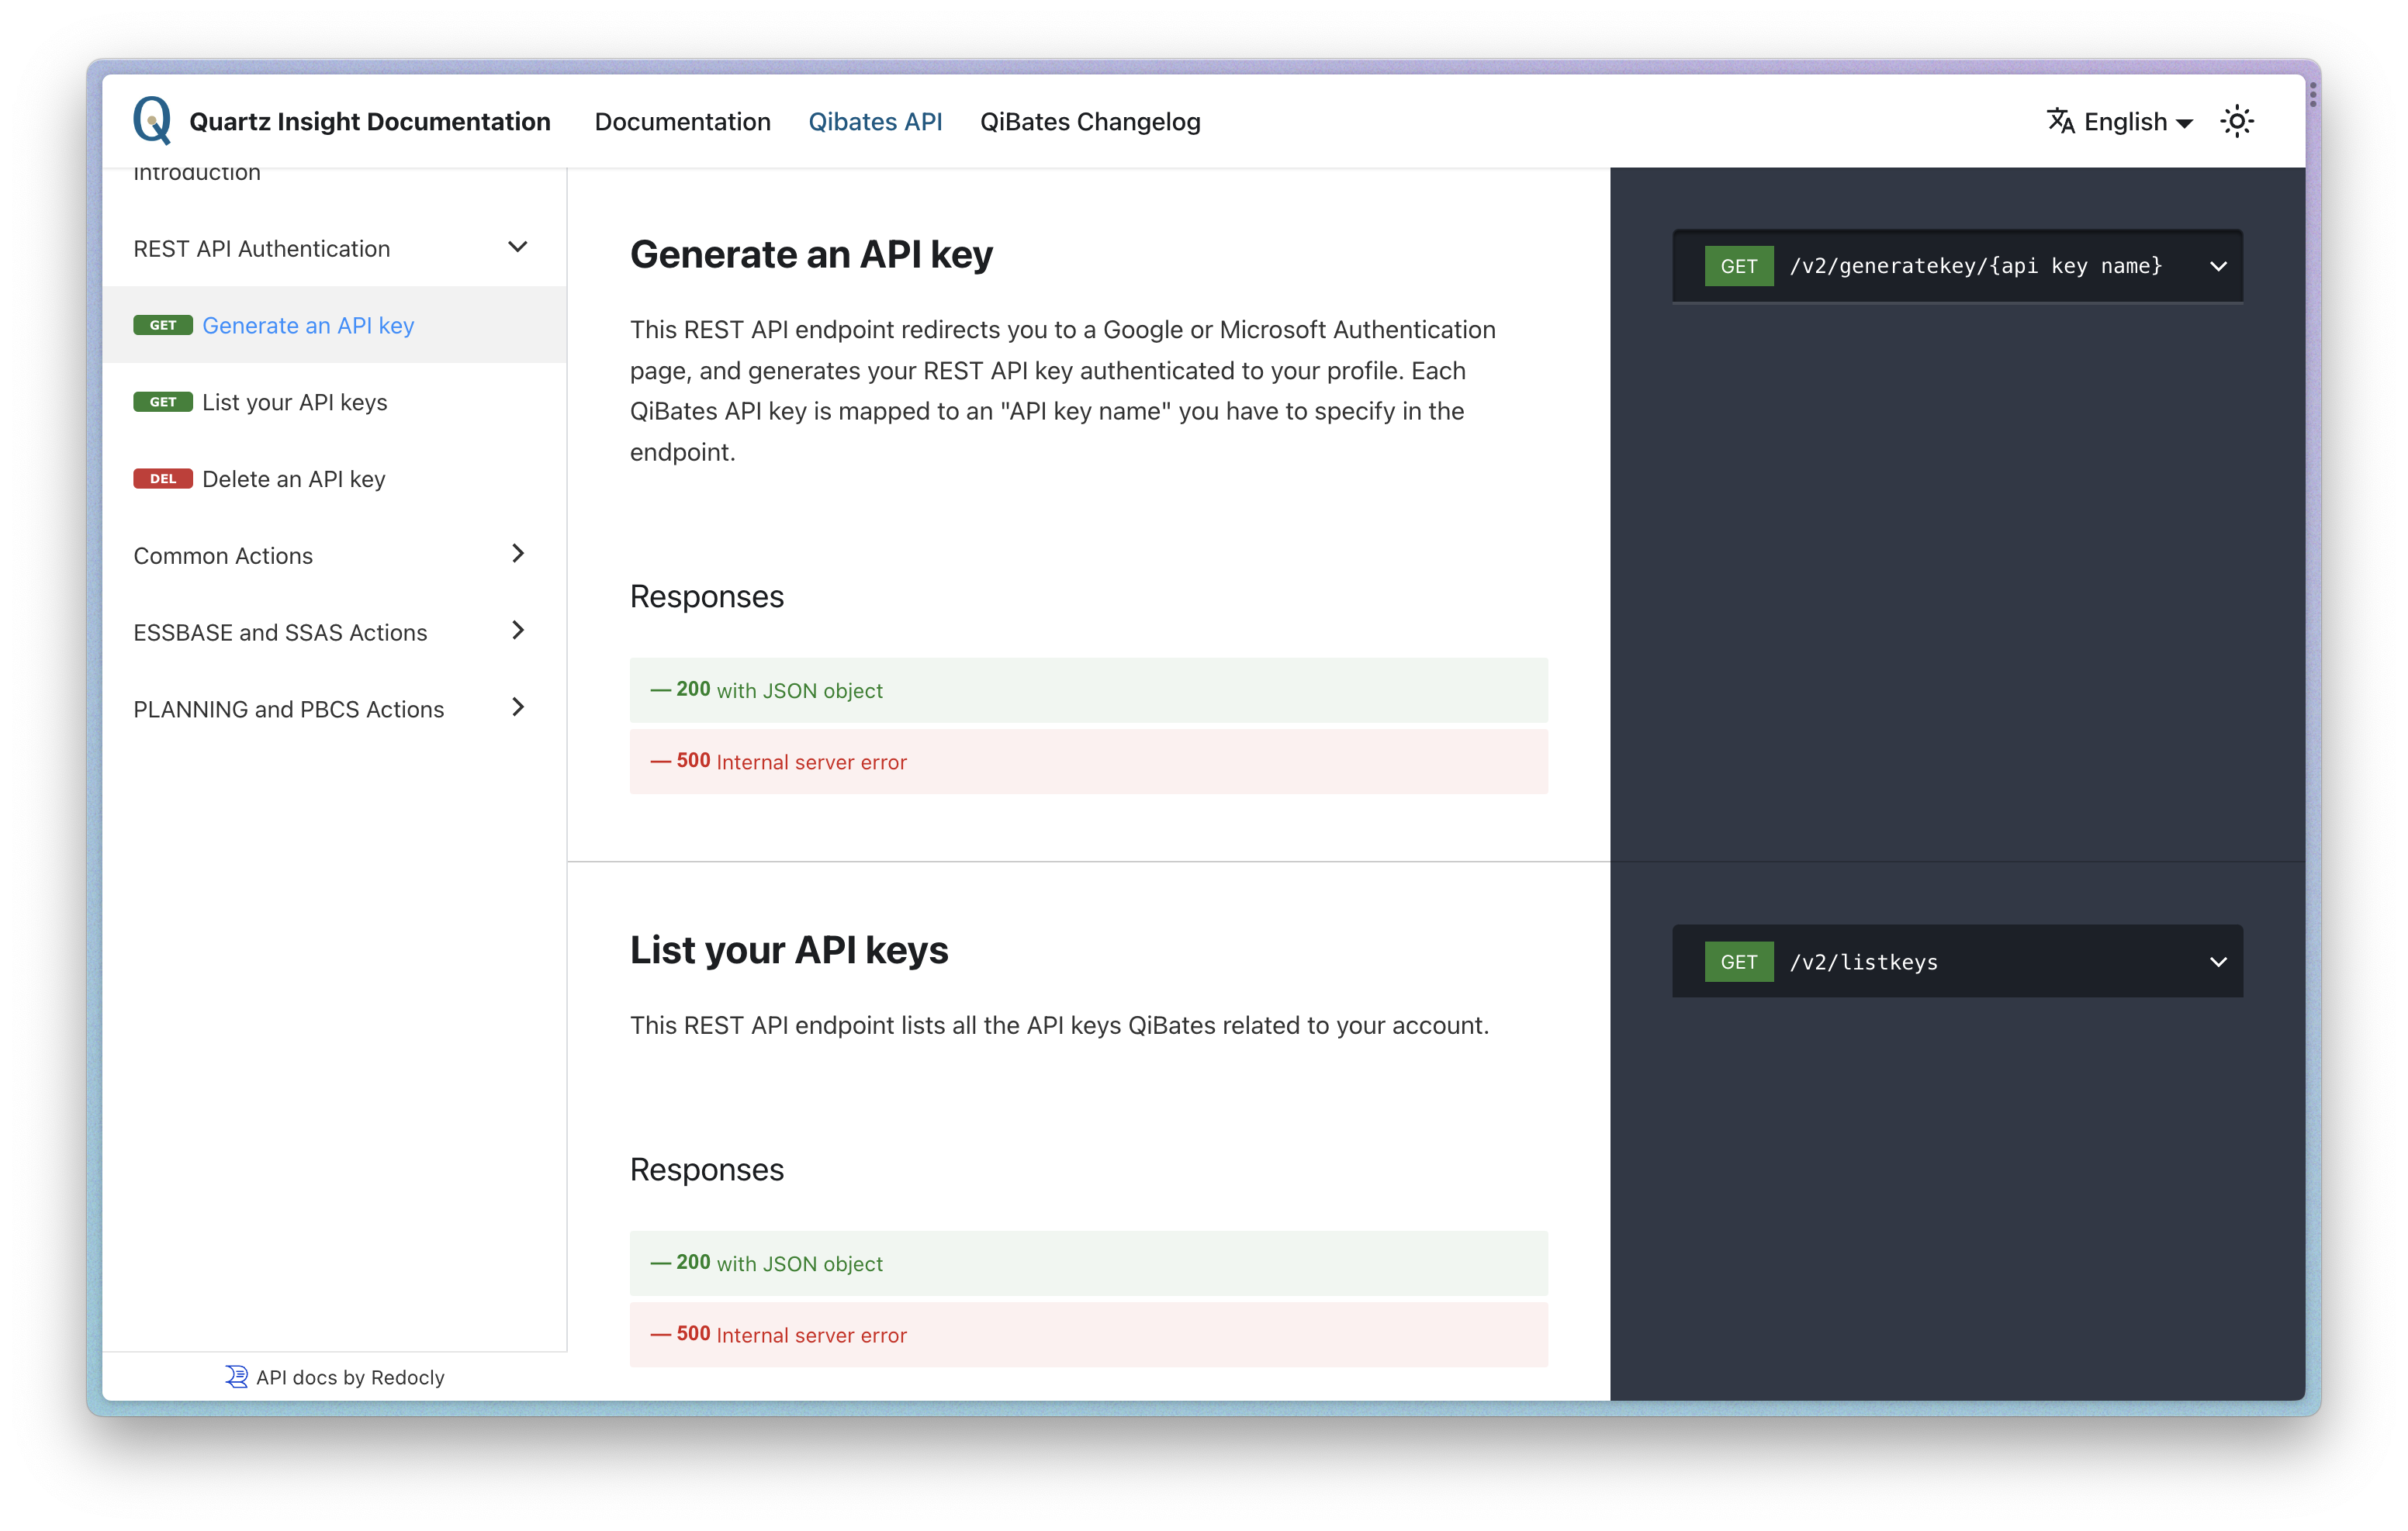 Quartz Insight Documentation
Documentation
Qibates API
QiBates Changelog
English
Introduction
REST API Authentication
GET Generate an API key
GET List your API keys
DEL Delete an API key
Common Actions
ESSBASE and SSAS Actions
PLANNING and PBCS Actions
API docs by Redocly
Generate an API key
This REST API endpoint redirects you to a Google or Microsoft Authentication
page, and generates your REST API key authenticated to your profile. Each
QiBates API key is mapped to an "API key name" you have to specify in the
endpoint.
Responses
— 200 with JSON object
— 500 Internal server error
GET /v2/generatekey/{api key name}
List your API keys
This REST API endpoint lists all the API keys QiBates related to your account.
Responses
— 200 with JSON object
— 500 Internal server error
GET /v2/listkeys